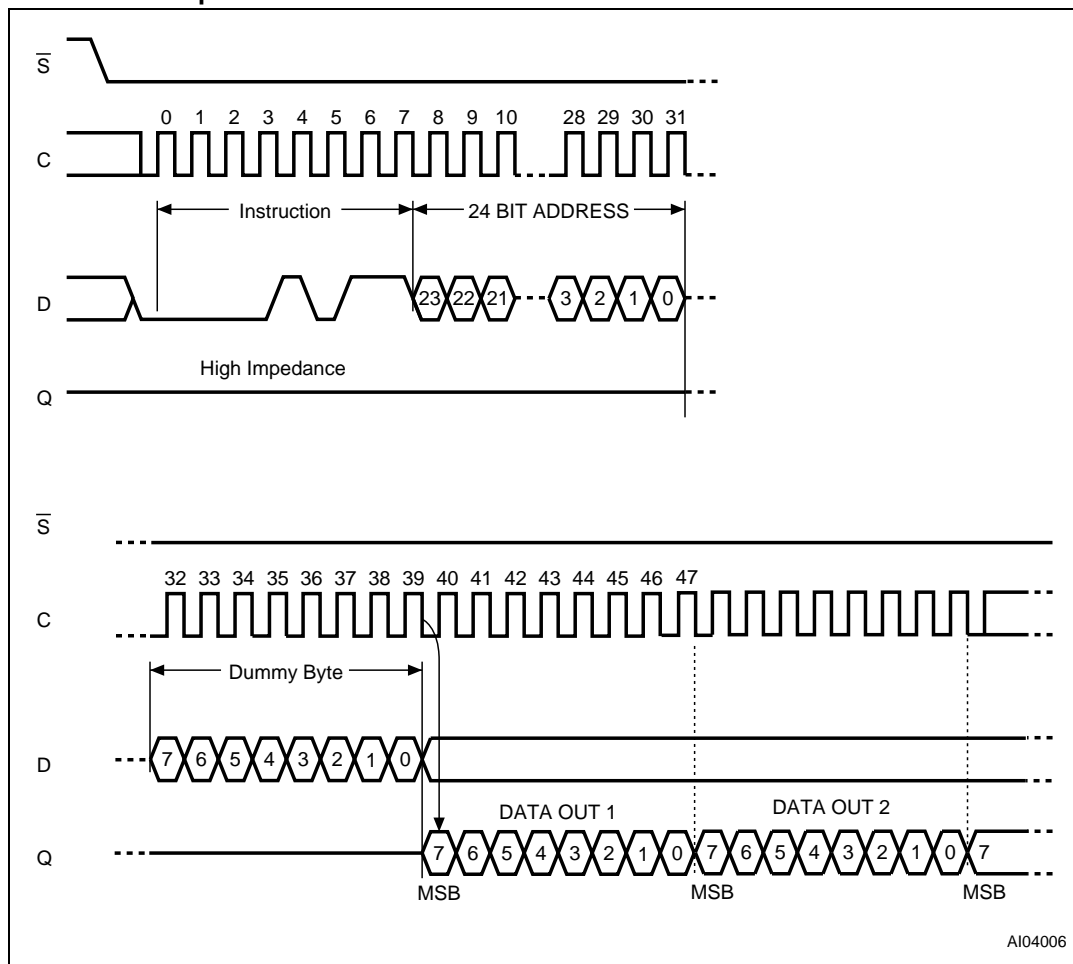 S
0 1 2 3 4 5 6 7 8 9 10 28 29 30 31
C
Instruction 24 BIT ADDRESS
D 23 22 21 3 2 1 0
High Impedance
Q
S
32 33 34 35 36 37 38 39 40 41 42 43 44 45 46 47
C
Dummy Byte
D 7 6 5 4 3 2 1 0
DATA OUT 1 DATA OUT 2
Q 7 6 5 4 3 2 1 0 7 6 5 4 3 2 1 0 7
MSB MSB MSB
AI04006